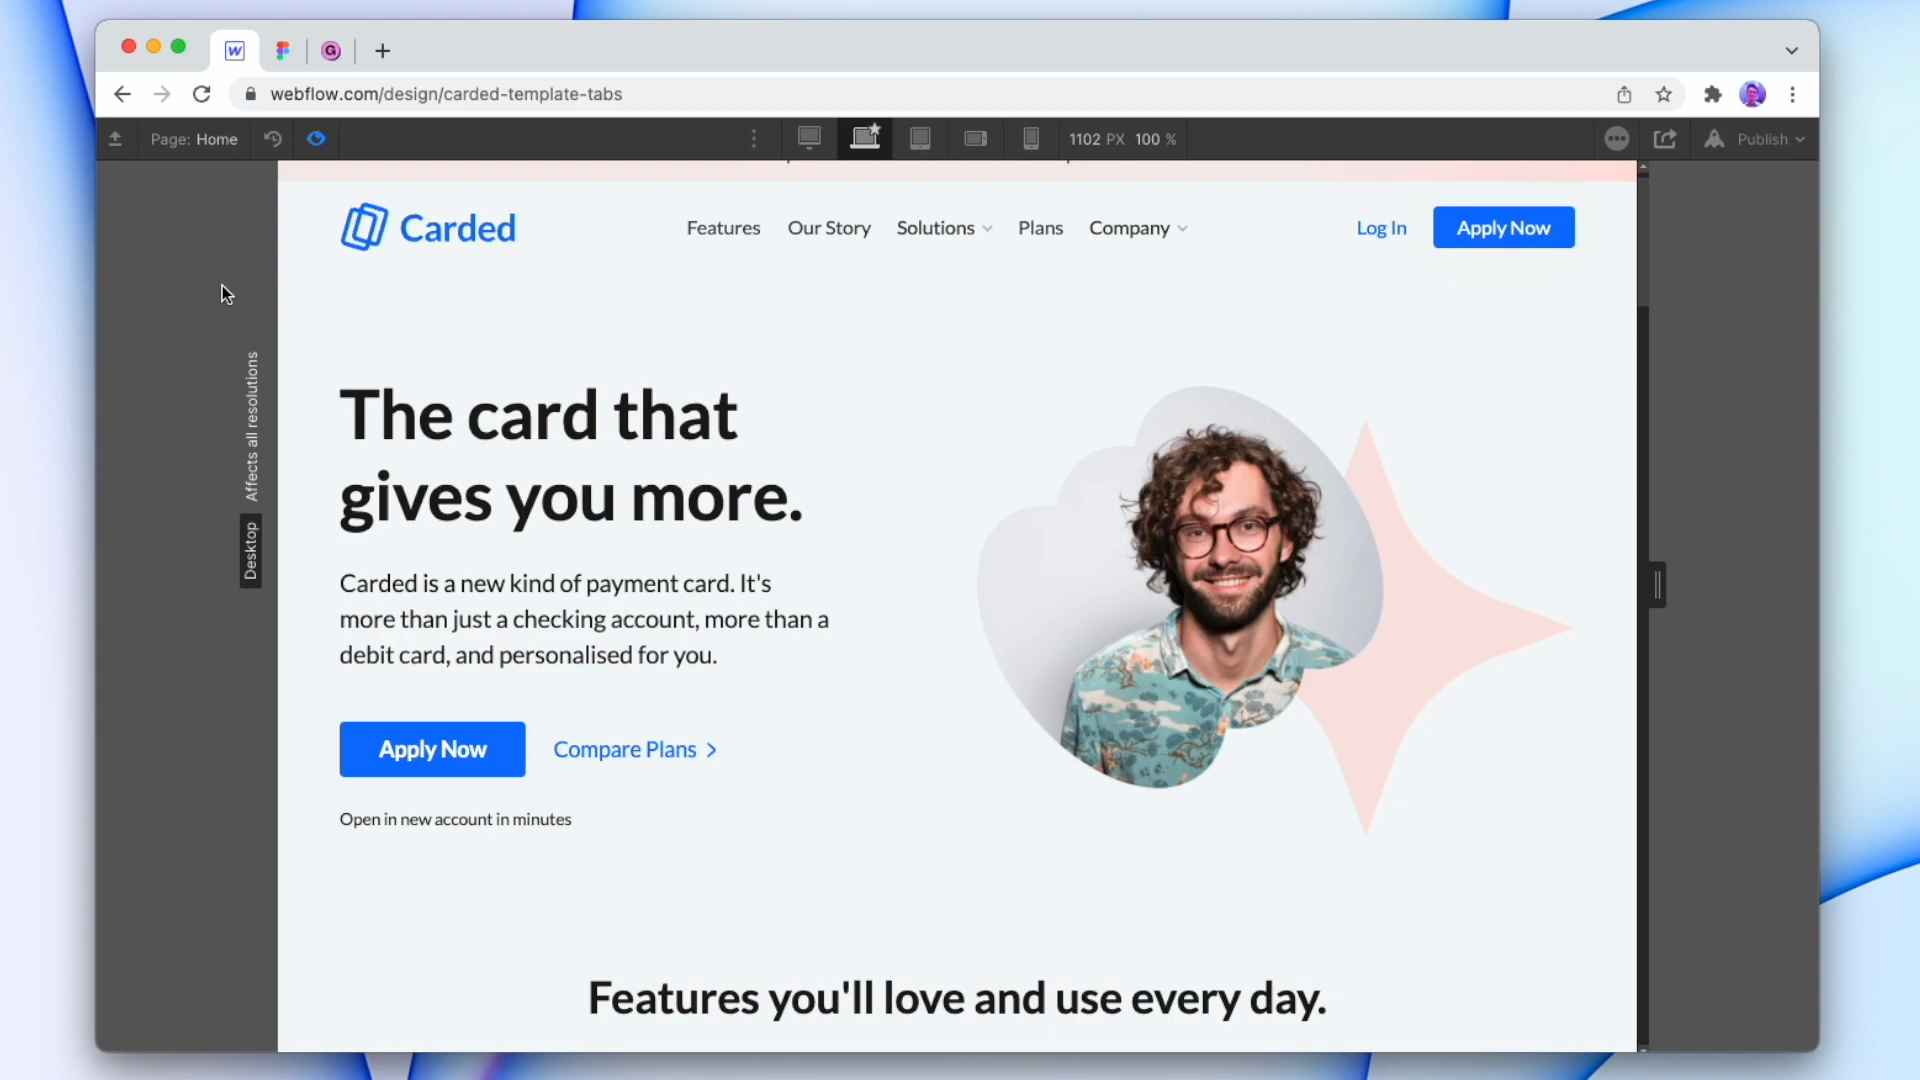 webflow.com/design/carded-template-tabs
Page: Home
1102 PX 100 %
Publish
Carded
Features
Our Story
Solutions
Plans
Company
Log In
Apply Now
Affects all resolutions
Desktop
The card that
gives you more.
Carded is a new kind of payment card. It's
more than just a checking account, more than a
debit card, and personalised for you.
Apply Now
Compare Plans >
Open in new account in minutes
Features you'll love and use every day.